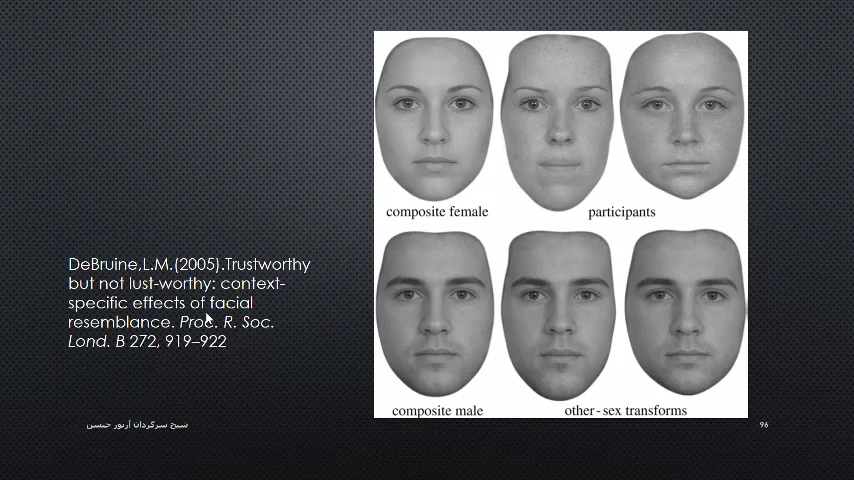 composite female
participants
composite male
other-sex transforms
DeBruine,L.M.(2005).Trustworthy
but not lust-worthy: context-
specific effects of facial
resemblance. Proc. R. Soc.
Lond. B 272, 919–922
96